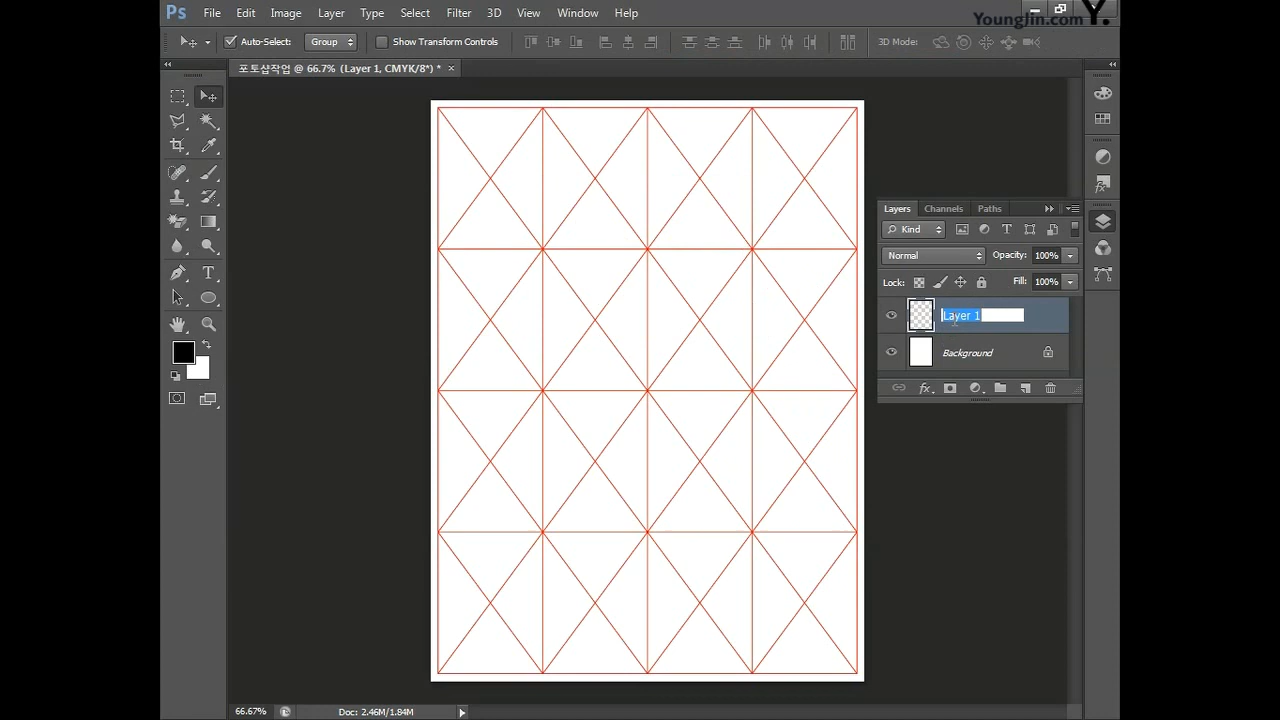 Ps File Edit Image Layer Type Select Filter 3D View Window Help
YoungJin.com Y.
Auto-Select: Group Show Transform Controls 3D Mode:
포토샵작업 @ 66.7% (Layer 1, CMYK/8*) * ×
Layers Channels Paths
Kind
Normal Opacity: 100%
Lock: Fill: 100%
Layer 1
Background
66.67% Doc: 2.46M/1.84M